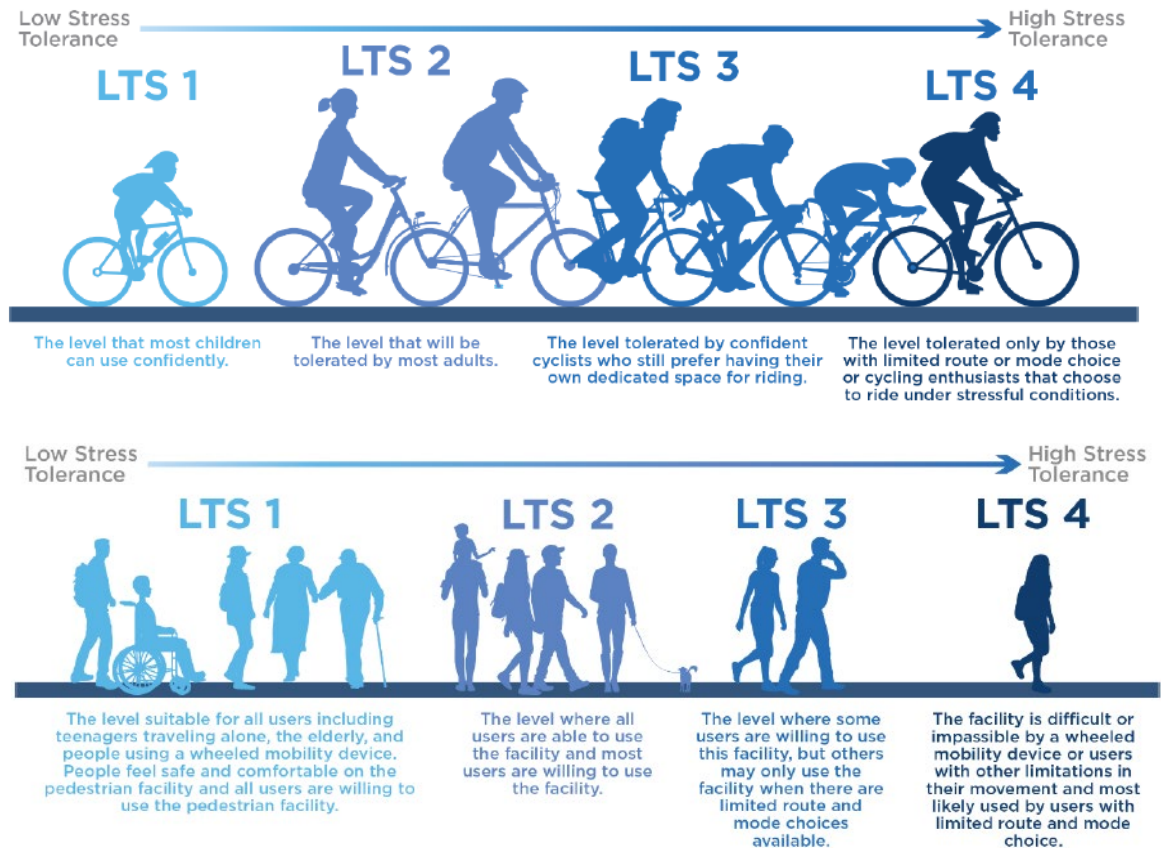 Low Stress
Tolerance
High Stress
Tolerance
LTS 1
LTS 2
LTS 3
LTS 4
The level that most children
can use confidently.
The level that will be
tolerated by most adults.
The level tolerated by confident
cyclists who still prefer having their
own dedicated space for riding.
The level tolerated only by those
with limited route or mode choice
or cycling enthusiasts that choose
to ride under stressful conditions.
Low Stress
Tolerance
High Stress
Tolerance
LTS 1
LTS 2
LTS 3
LTS 4
The level suitable for all users including
teenagers traveling alone, the elderly, and
people using a wheeled mobility device.
People feel safe and comfortable on the
pedestrian facility and all users are willing to
use the pedestrian facility.
The level where all
users are able to use
the facility and most
users are willing to use
the facility.
The level where some
users are willing to use
this facility, but others
may only use the
facility when there are
limited route and
mode choices
available.
The facility is difficult or
impassible by a wheeled
mobility device or users
with other limitations in
their movement and most
likely used by users with
limited route and mode
choice.